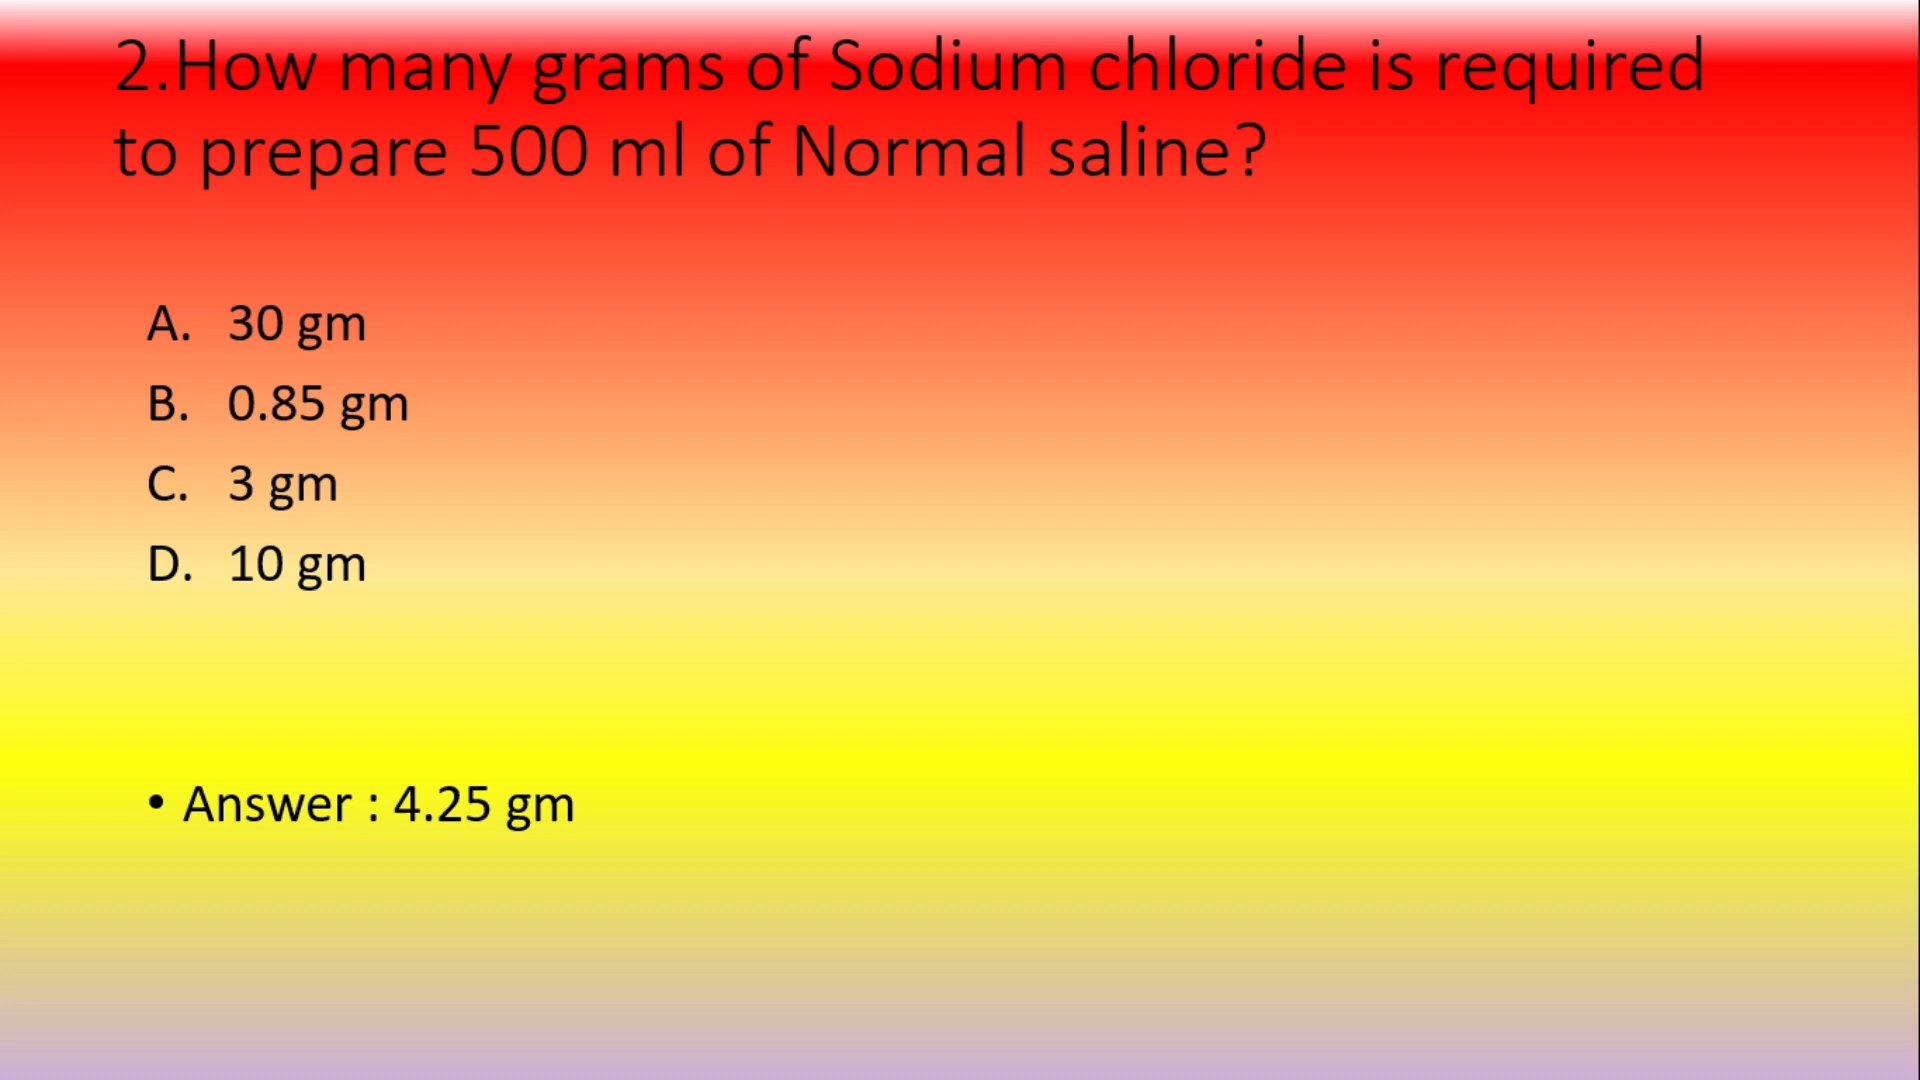 2.How many grams of Sodium chloride is required
to prepare 500 ml of Normal saline?
A. 30 gm
B. 0.85 gm
C. 3 gm
D. 10 gm
• Answer : 4.25 gm